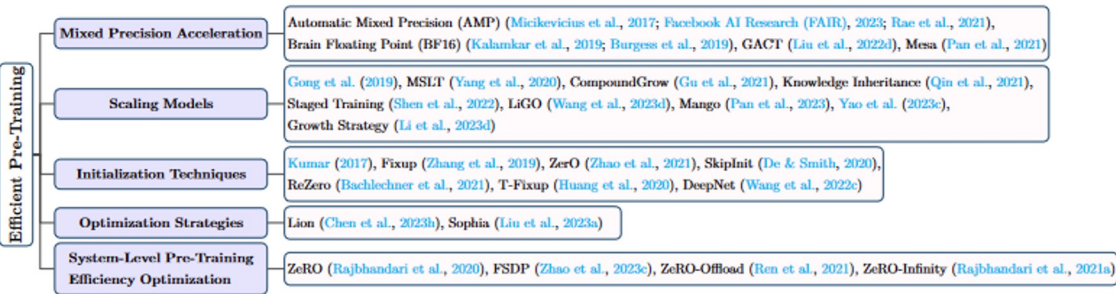 Efficient Pre-Training
Mixed Precision Acceleration
Automatic Mixed Precision (AMP) (Micikevicius et al., 2017; Facebook AI Research (FAIR), 2023; Rae et al., 2021),
Brain Floating Point (BF16) (Kalamkar et al., 2019; Burgess et al., 2019), GACT (Liu et al., 2022d), Mesa (Pan et al., 2021)
Scaling Models
Gong et al. (2019), MSLT (Yang et al., 2020), CompoundGrow (Gu et al., 2021), Knowledge Inheritance (Qin et al., 2021),
Staged Training (Shen et al., 2022), LiGO (Wang et al., 2023d), Mango (Pan et al., 2023), Yao et al. (2023c),
Growth Strategy (Li et al., 2023d)
Initialization Techniques
Kumar (2017), Fixup (Zhang et al., 2019), ZerO (Zhao et al., 2021), SkipInit (De & Smith, 2020),
ReZero (Bachlechner et al., 2021), T-Fixup (Huang et al., 2020), DeepNet (Wang et al., 2022c)
Optimization Strategies
Lion (Chen et al., 2023h), Sophia (Liu et al., 2023a)
System-Level Pre-Training
Efficiency Optimization
ZeRO (Rajbhandari et al., 2020), FSDP (Zhao et al., 2023c), ZeRO-Offload (Ren et al., 2021), ZeRO-Infinity (Rajbhandari et al., 2021a)